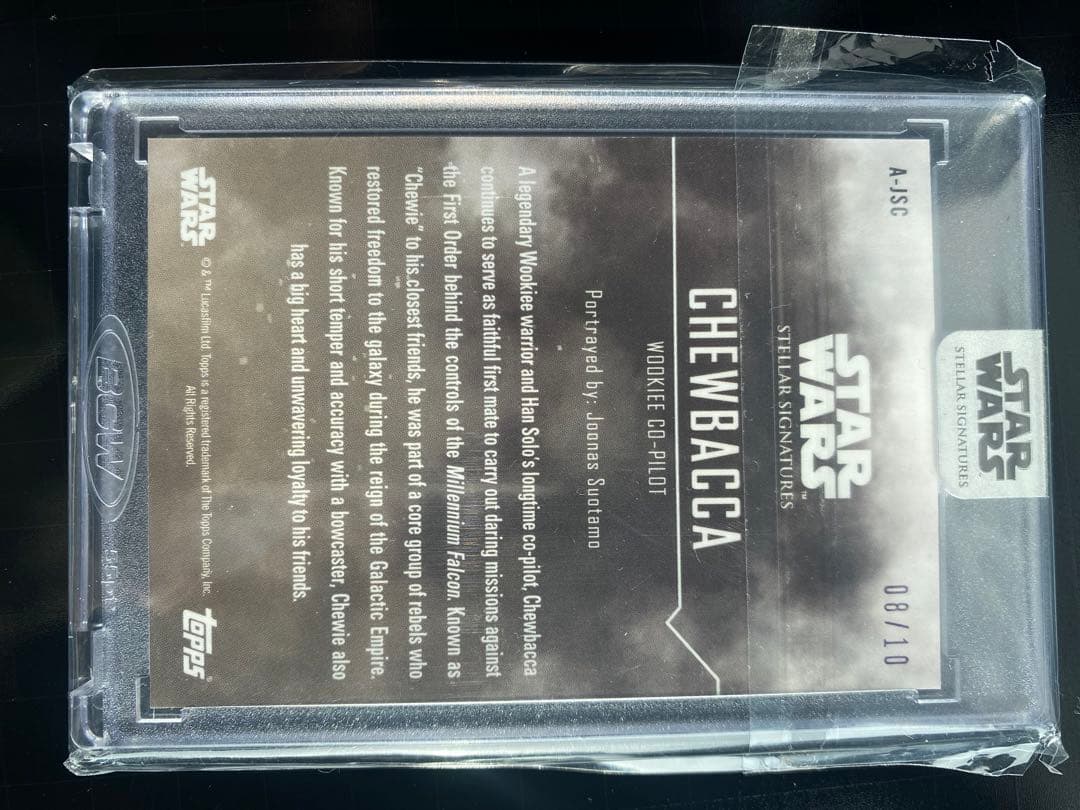 STAR
WARS
STELLAR SIGNATURES
A-JSC
08/10
STAR
WARS™
STELLAR SIGNATURES
CHEWBACCA
WOOKIEE CO-PILOT
Portrayed by: Joonas Suotamo
A legendary Wookiee warrior and Han Solo's longtime co-pilot, Chewbacca
continues to serve as faithful first mate to carry out daring missions against
the First Order behind the controls of the Millennium Falcon. Known as
"Chewie" to his closest friends, he was part of a core group of rebels who
restored freedom to the galaxy during the reign of the Galactic Empire.
Known for his short temper and accuracy with a bowcaster, Chewie also
has a big heart and unwavering loyalty to his friends.
STAR
WARS
© & ™ Lucasfilm Ltd. Topps is a registered trademark of The Topps Company, Inc.
All Rights Reserved.
topps®
BCW